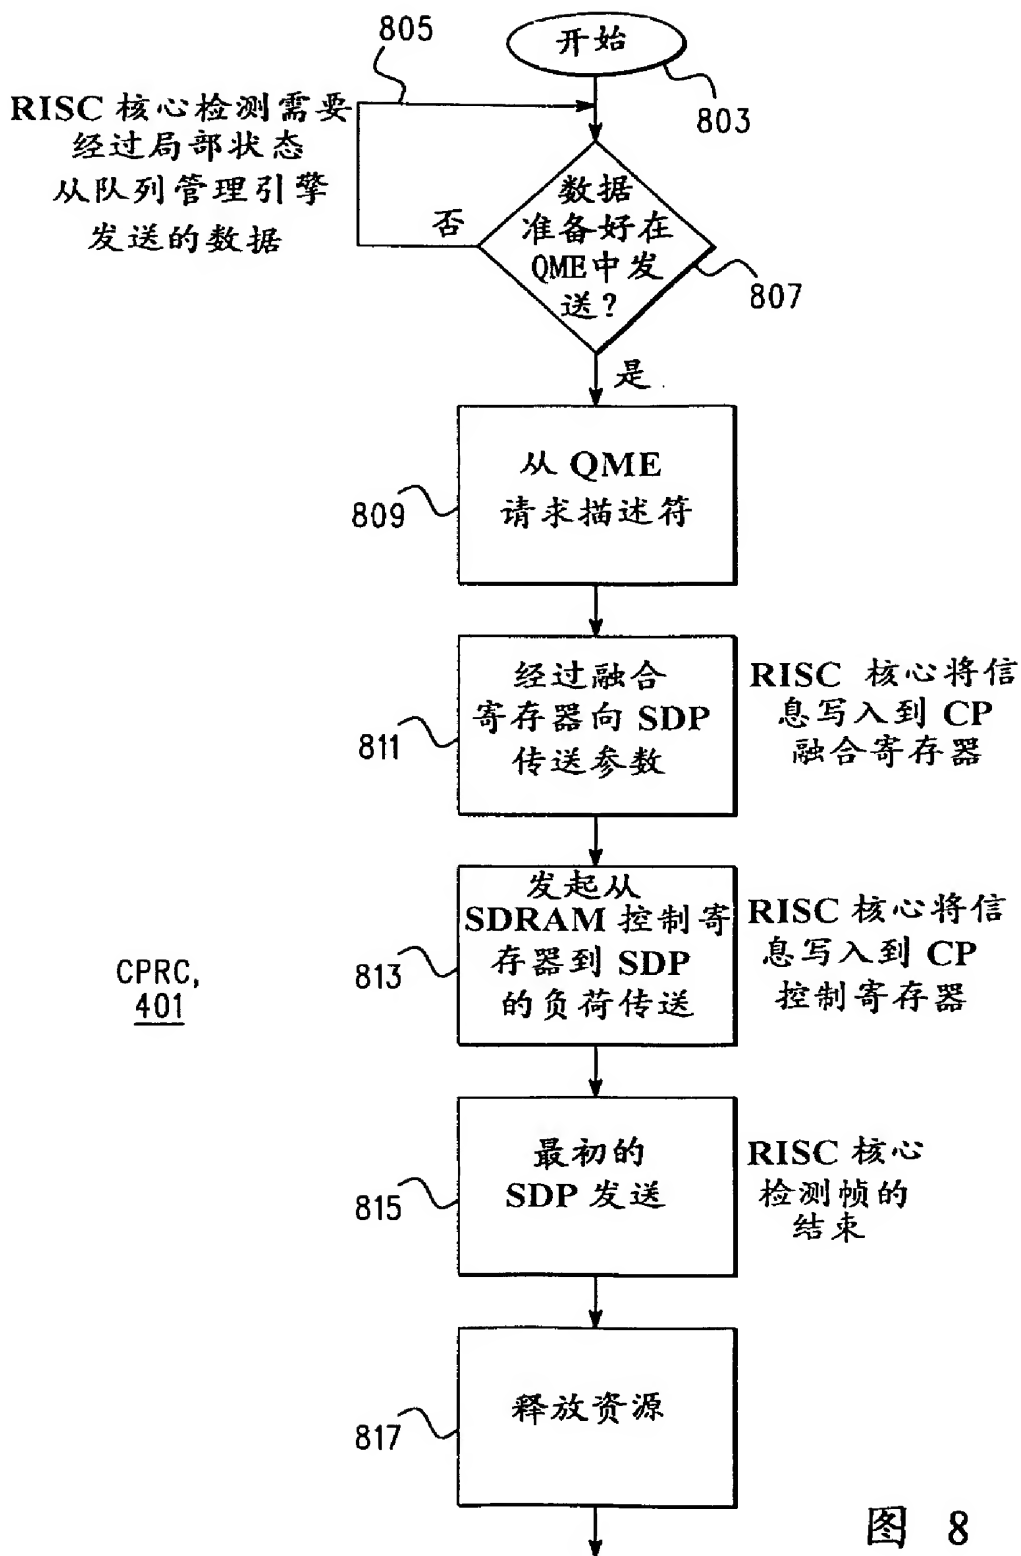 805
开始
803
RISC 核心检测需要
经过局部状态
从队列管理引擎
发送的数据
否
数据
准备好在
QME中发
送?
807
是
从 QME
请求描述符
809
经过融合
寄存器向 SDP
传送参数
811
RISC 核心将信
息写入到 CP
融合寄存器
发起从
SDRAM 控制寄
存器到 SDP
的负荷传送
813
RISC 核心将信
息写入到 CP
控制寄存器
CPRC,
401
最初的
SDP 发送
815
RISC 核心
检测帧的
结束
释放资源
817
图 8